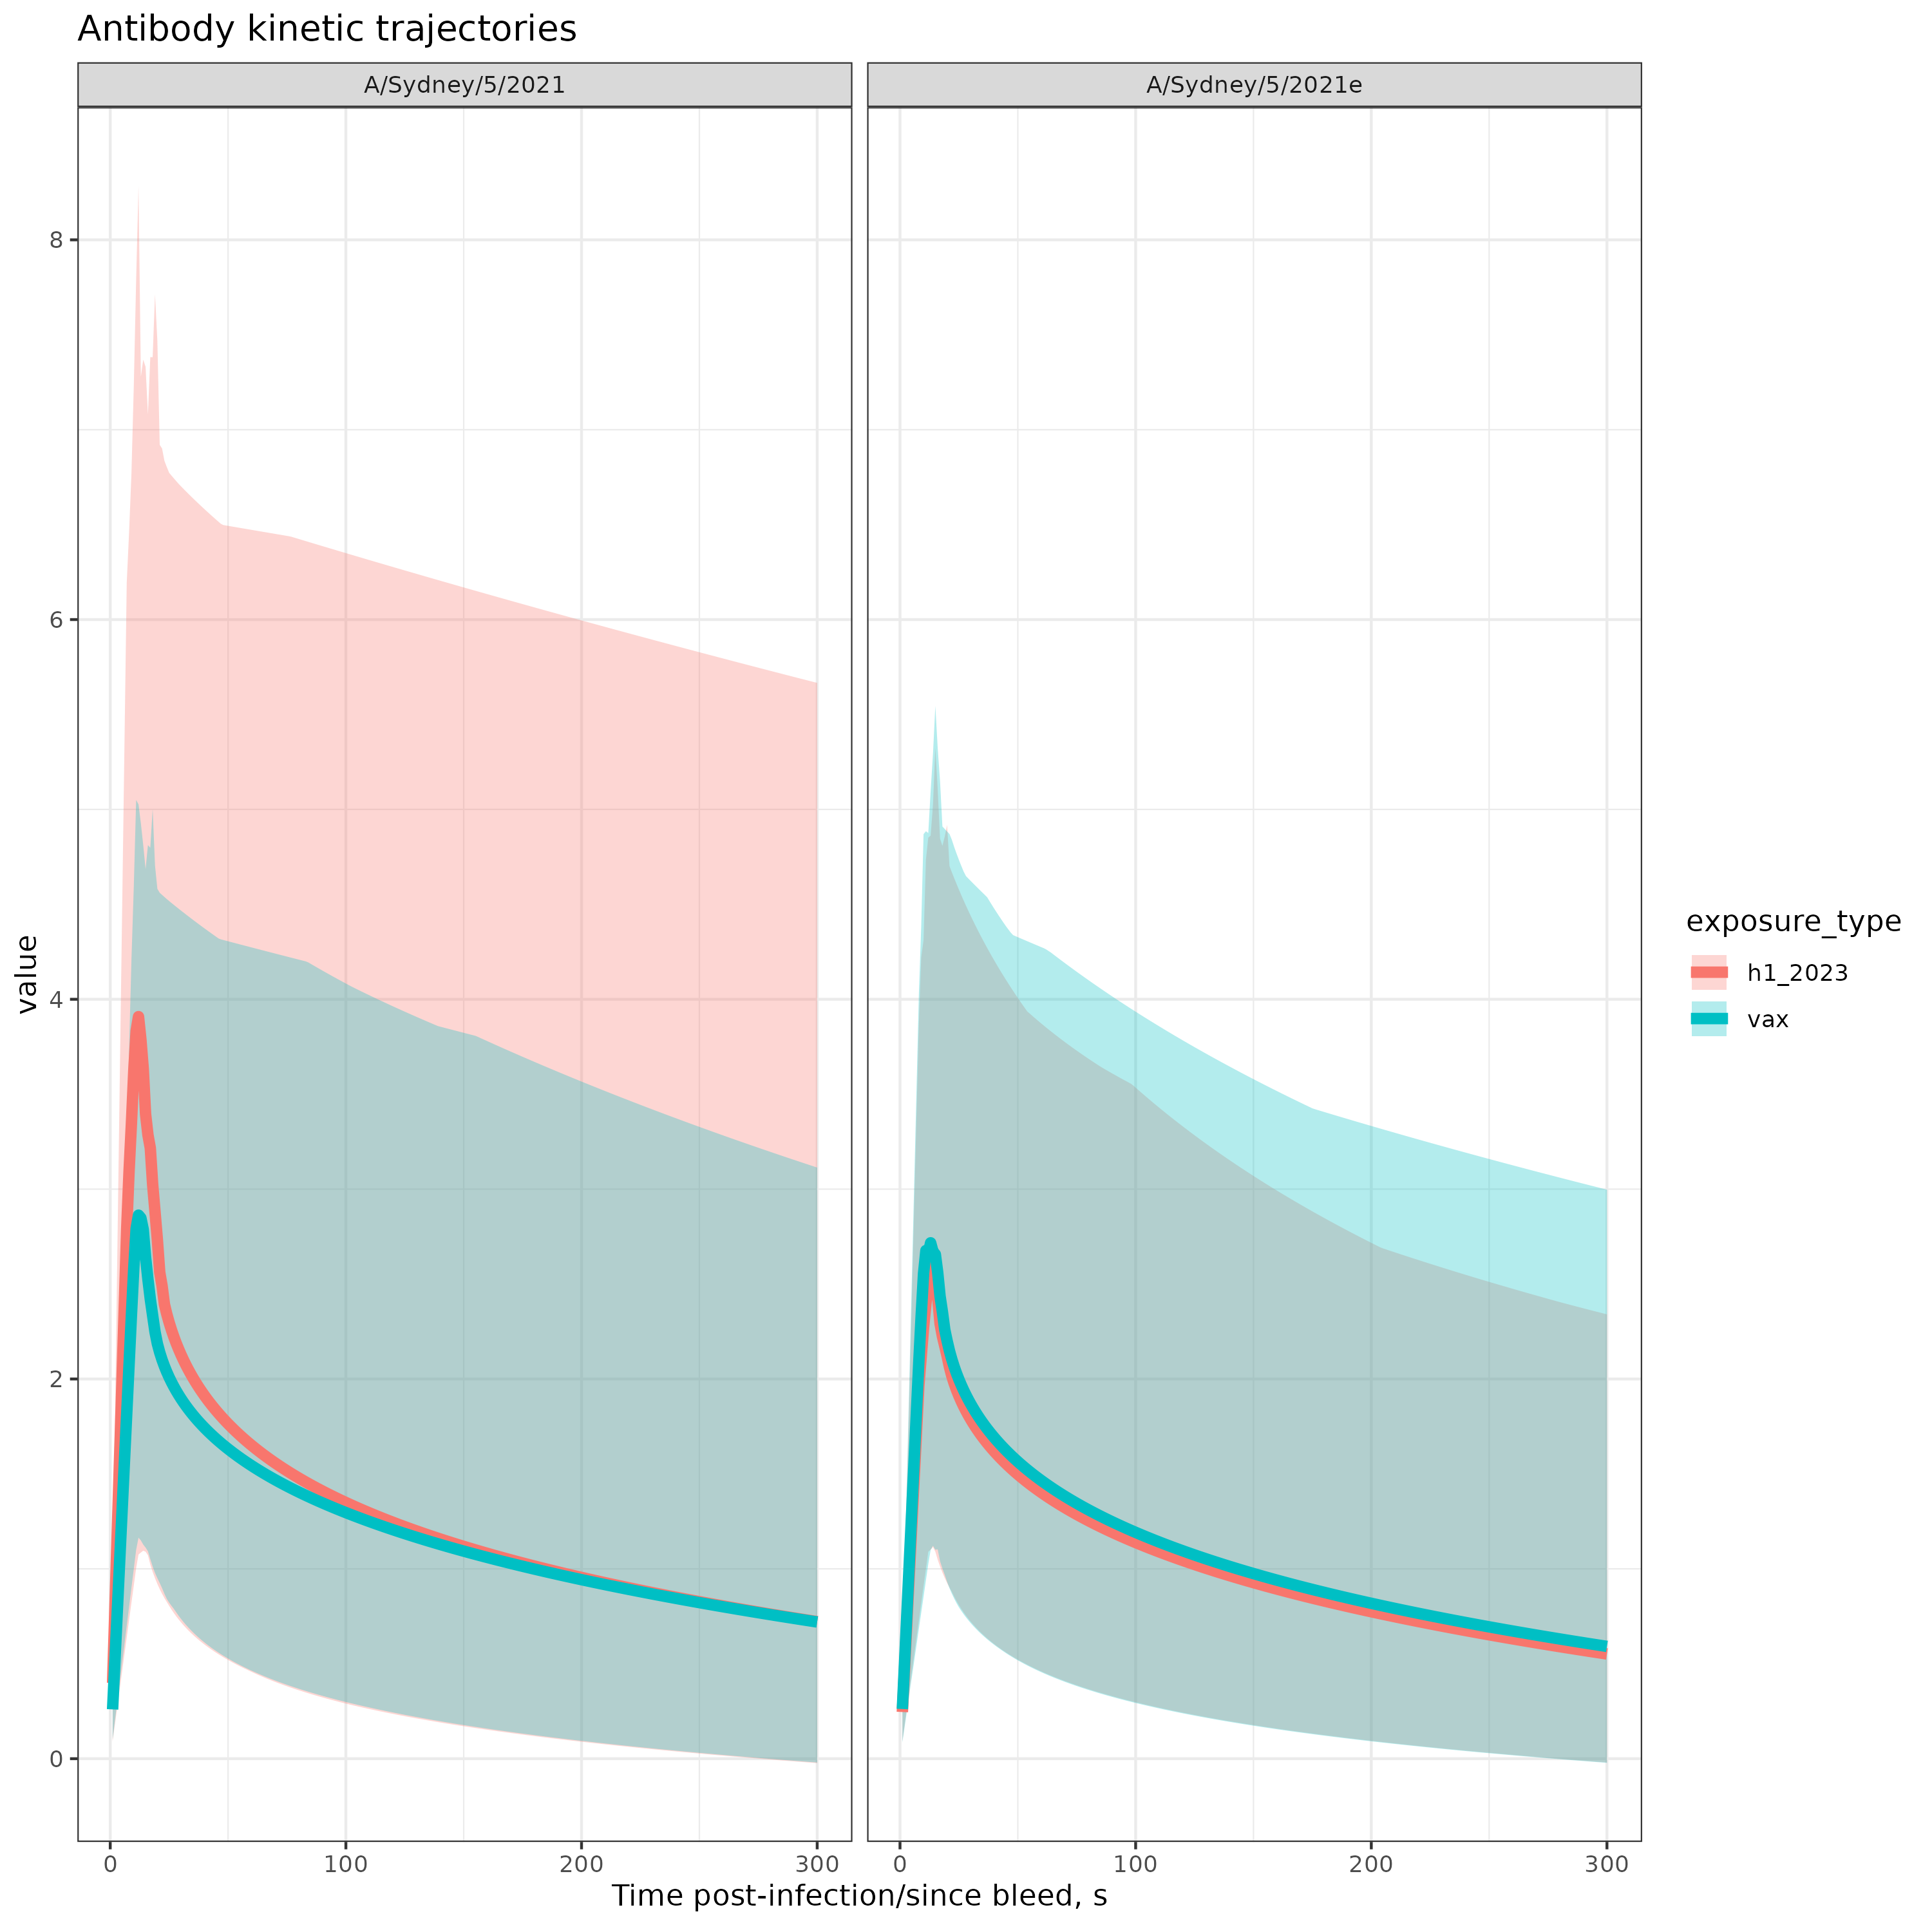 Antibody kinetic trajectories
A/Sydney/5/2021
A/Sydney/5/2021e
8
6
4
2
0
value
0 100 200 300
0 100 200 300
Time post-infection/since bleed, s
exposure_type
h1_2023
vax